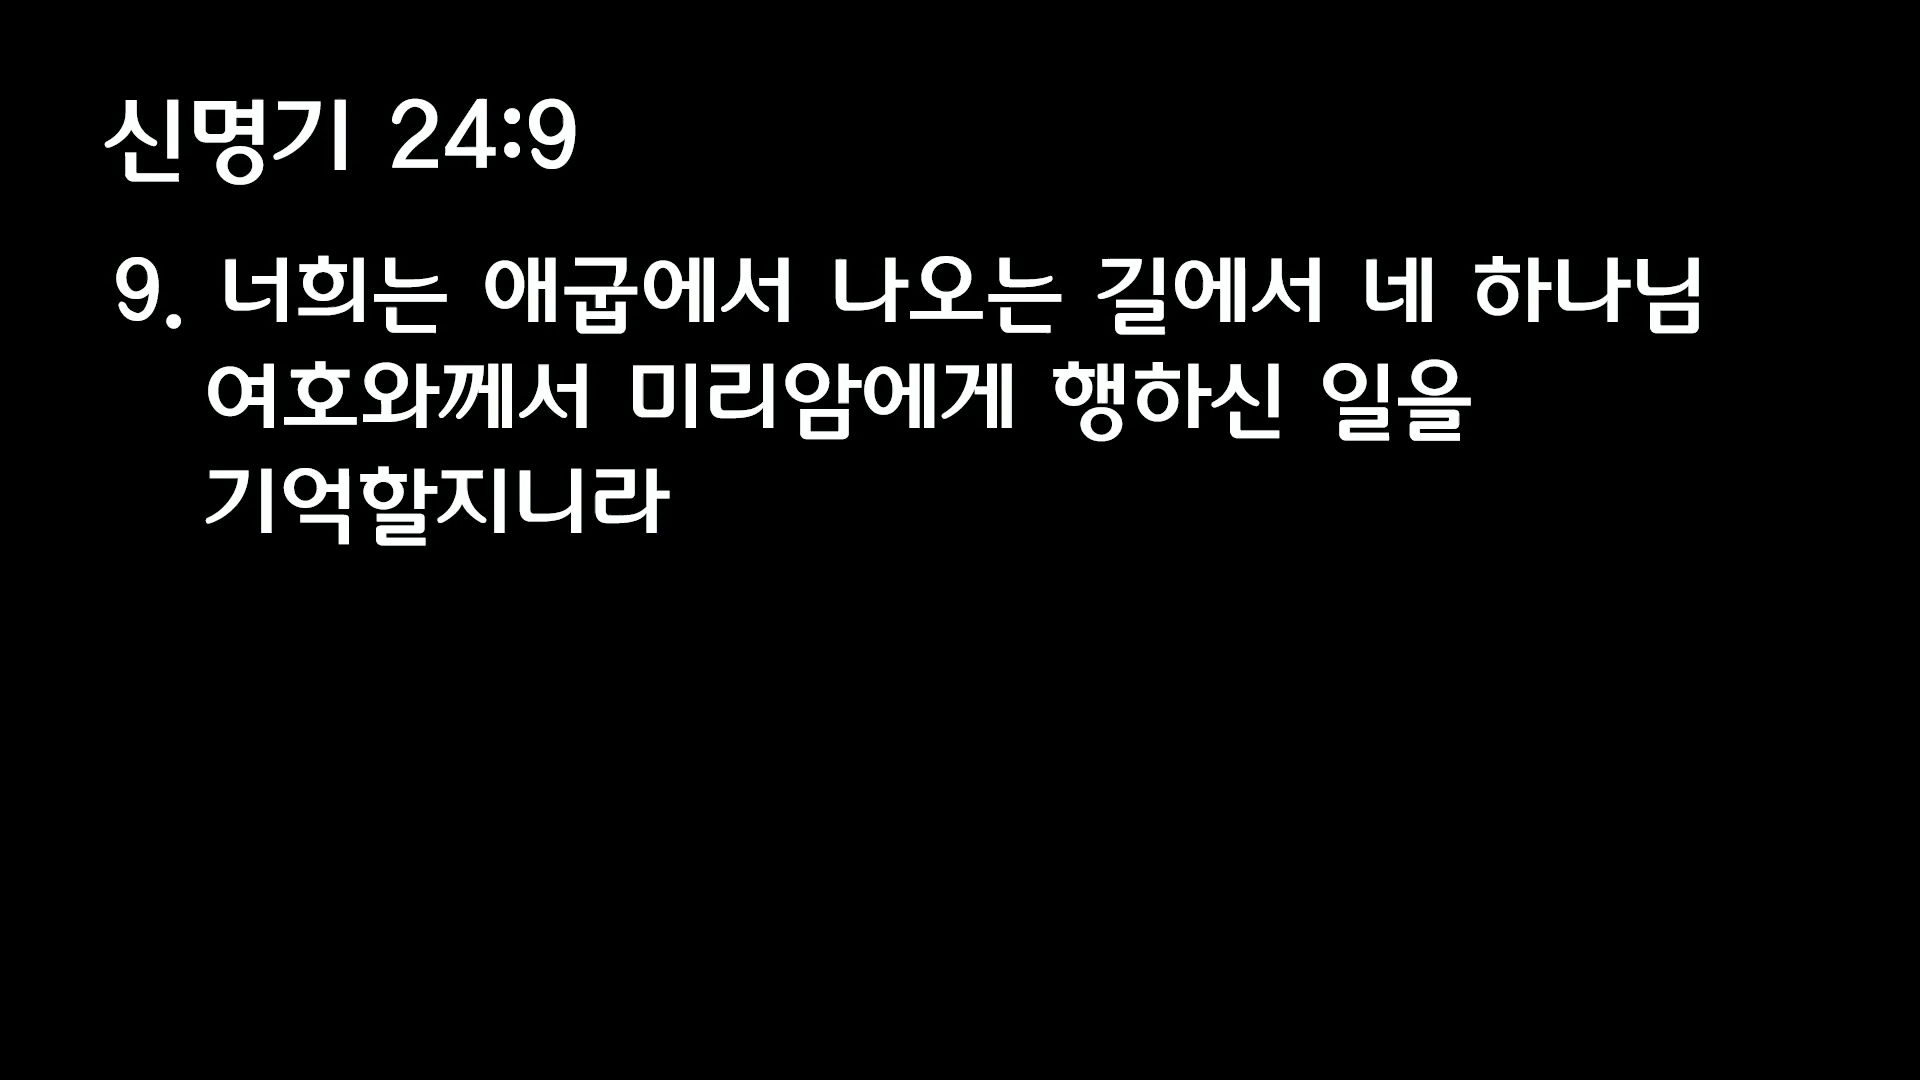 신명기 24:9
9. 너희는 애굽에서 나오는 길에서 네 하나님
여호와께서 미리암에게 행하신 일을
기억할지니라